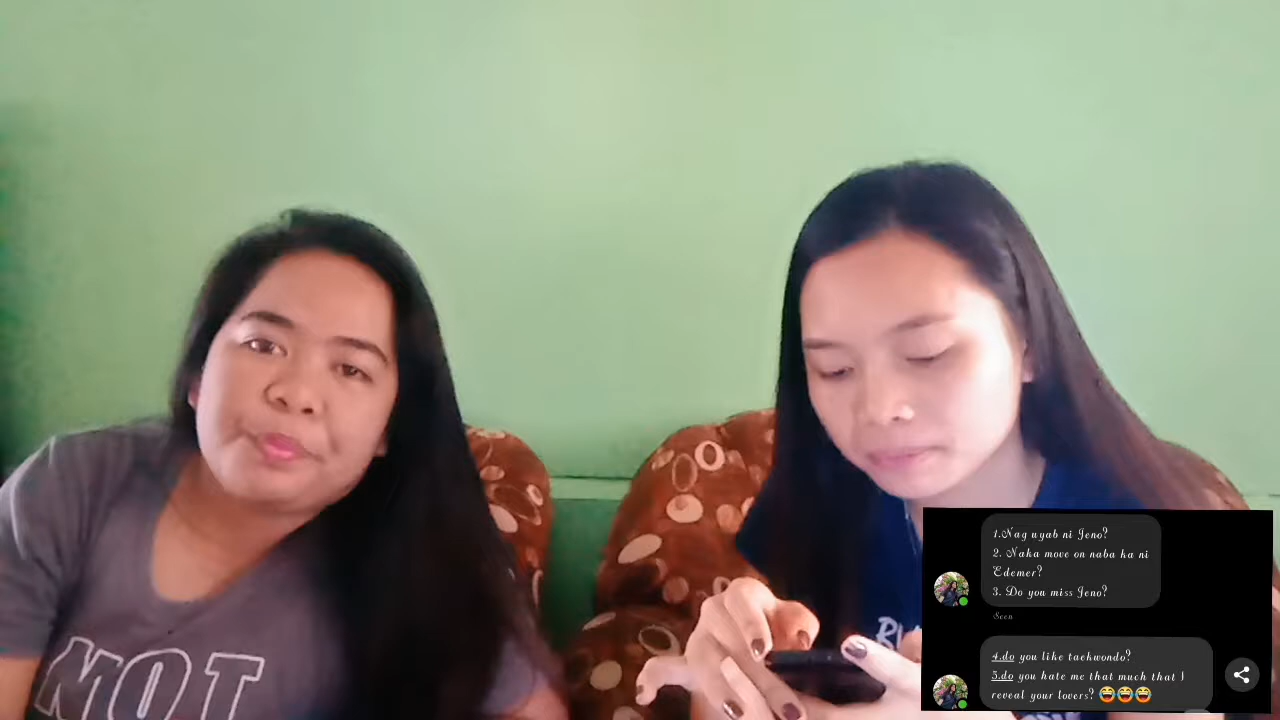 MOT
1.Nag uyab ni Jeno?
2. Naka move on naba ka ni
Edemer?
3. Do you miss Jeno?
Seen
4.do you like taekwondo?
5.do you hate me that much that I
reveal your lovers? 😂😂😂